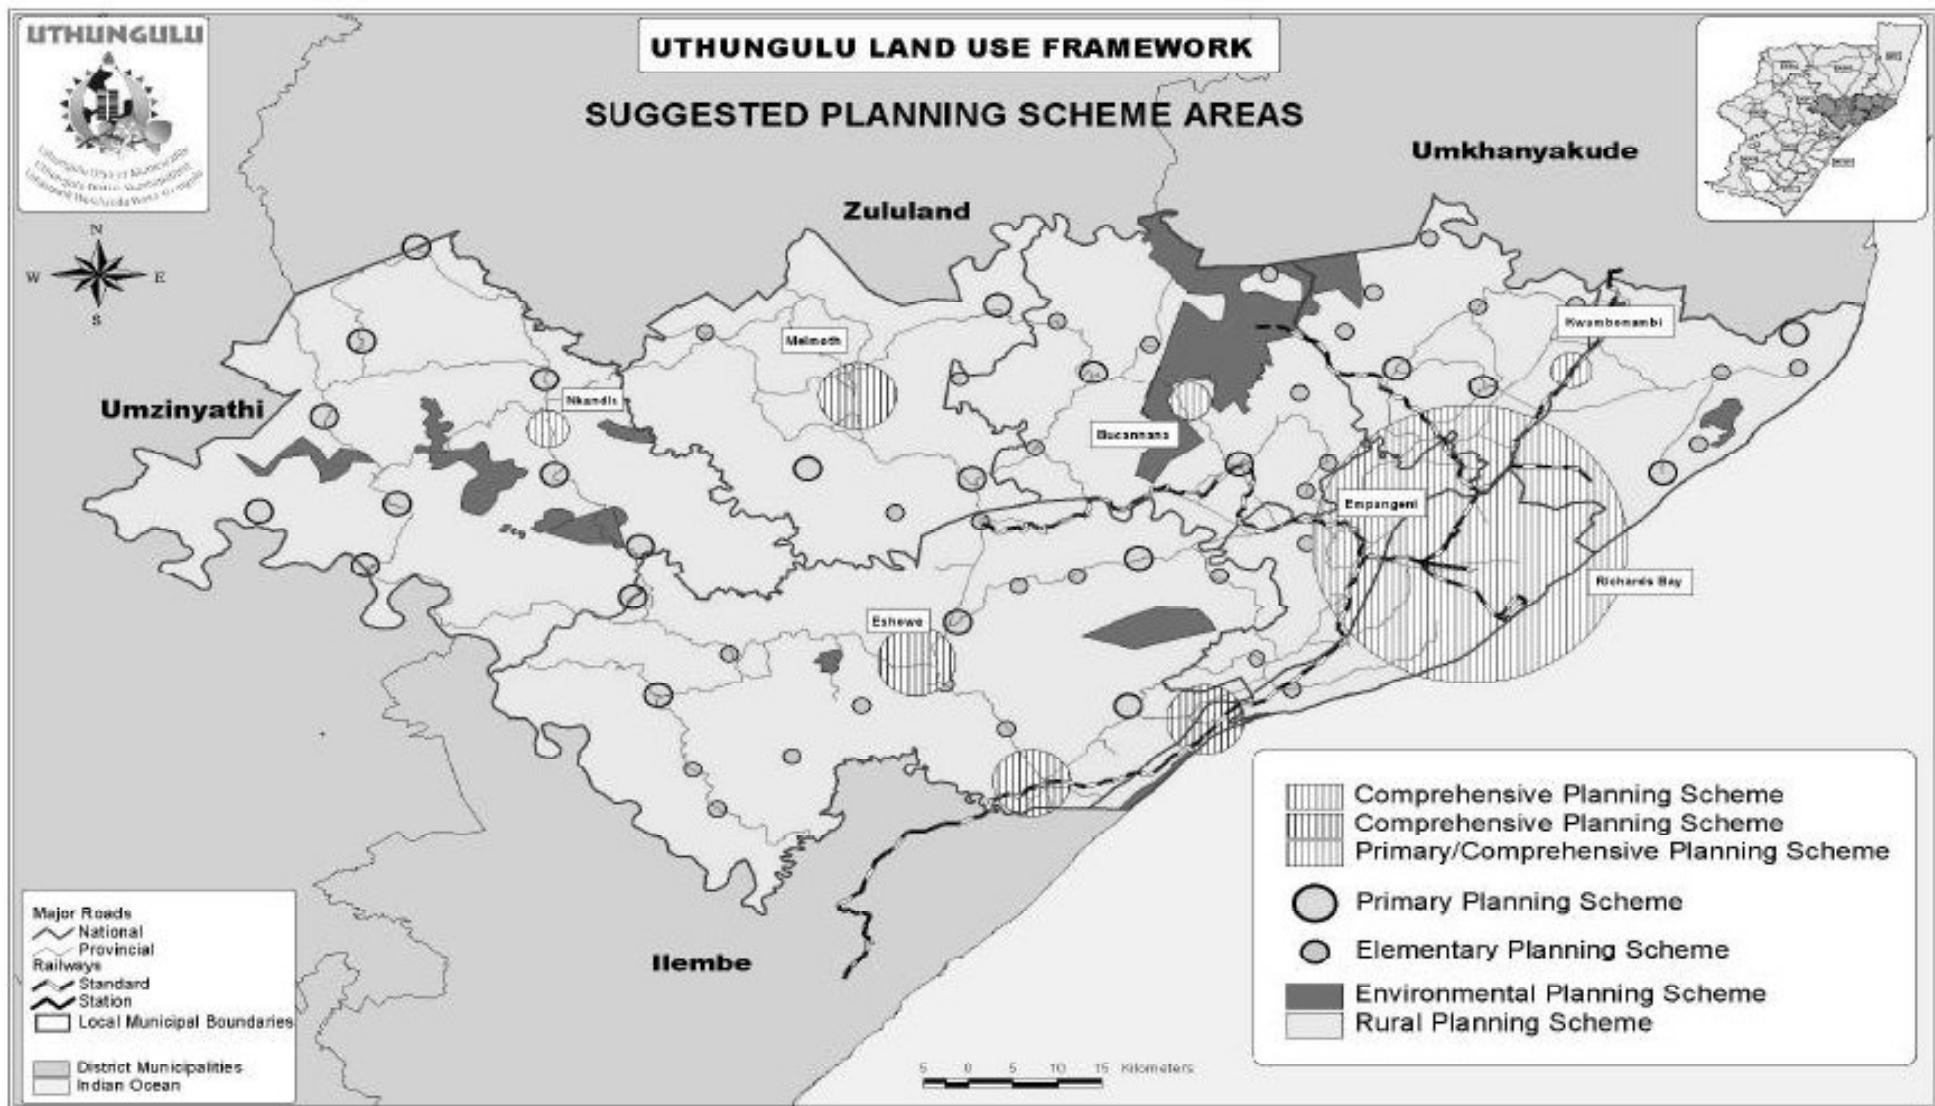 UTHUNGULU
UTHUNGULU LAND USE FRAMEWORK
SUGGESTED PLANNING SCHEME AREAS
Umkhanyakude
Zululand
N
W
E
S
Melmoth
Kwambonambi
Umzinyathi
Bucannana
Empangeni
Richards Bay
Eshowe
Ilembe
Comprehensive Planning Scheme
Comprehensive Planning Scheme
Primary/Comprehensive Planning Scheme
Primary Planning Scheme
Elementary Planning Scheme
Environmental Planning Scheme
Rural Planning Scheme
Major Roads
National
Provincial
Railways
Standard
Station
Local Municipal Boundaries
District Municipalities
Indian Ocean
5 0 5 10 15 Kilometers